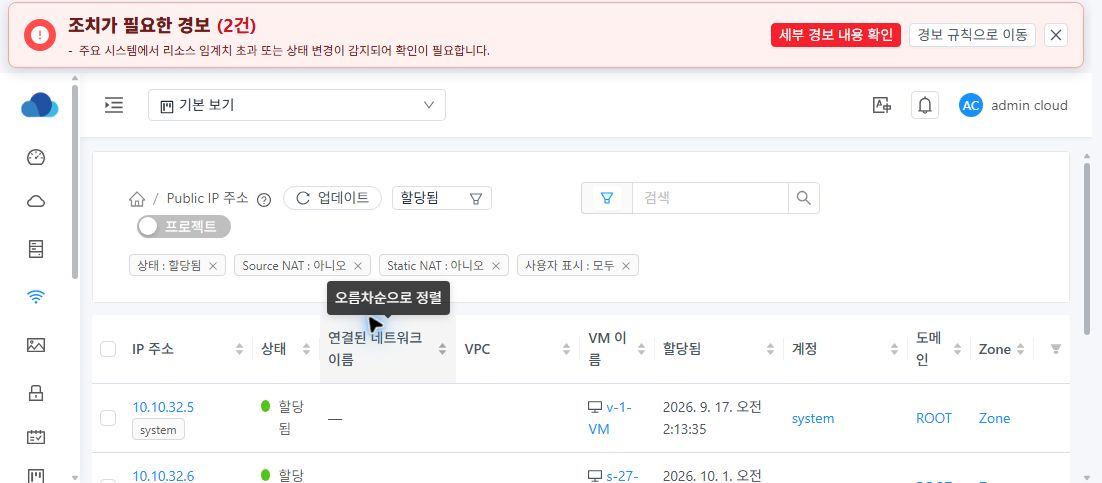 조치가 필요한 경보 (2건)
- 주요 시스템에서 리소스 임계치 초과 또는 상태 변경이 감지되어 확인이 필요합니다.
세부 경보 내용 확인
경보 규칙으로 이동
기본 보기
AC
admin cloud
/ Public IP 주소
업데이트
할당됨
검색
프로젝트
상태 : 할당됨
Source NAT : 아니오
Static NAT : 아니오
사용자 표시 : 모두
오름차순으로 정렬
IP 주소
상태
연결된 네트워크
이름
VPC
VM 이
름
할당됨
계정
도메
인
Zone
10.10.32.5
system
할당
됨
—
v-1-
VM
2026. 9. 17. 오전
2:13:35
system
ROOT
Zone
10.10.32.6
할당
s-27-
2026. 10. 1. 오전